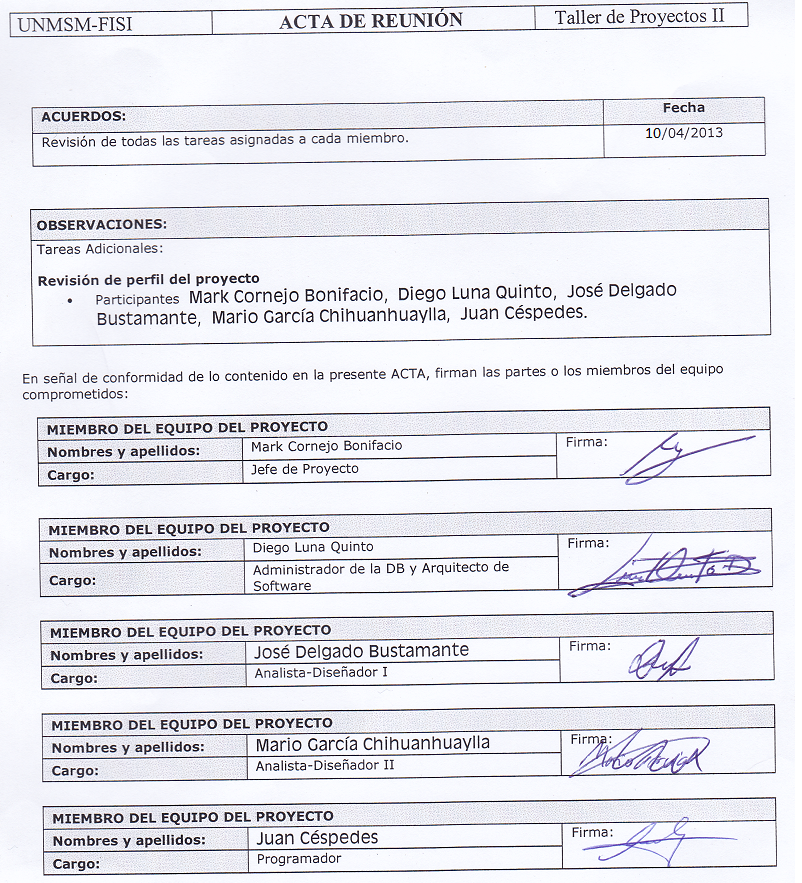 UNMSM-FISI ACTA DE REUNIÓN Taller de Proyectos II
ACUERDOS: Fecha
Revisión de todas las tareas asignadas a cada miembro. 10/04/2013
OBSERVACIONES:
Tareas Adicionales:
Revisión de perfil del proyecto
• Participantes Mark Cornejo Bonifacio, Diego Luna Quinto, José Delgado
Bustamante, Mario García Chihuanhuaylla, Juan Céspedes.
En señal de conformidad de lo contenido en la presente ACTA, firman las partes o los miembros del equipo
comprometidos:
MIEMBRO DEL EQUIPO DEL PROYECTO
Nombres y apellidos: Mark Cornejo Bonifacio Firma:
Cargo: Jefe de Proyecto
MIEMBRO DEL EQUIPO DEL PROYECTO
Nombres y apellidos: Diego Luna Quinto Firma:
Cargo: Administrador de la DB y Arquitecto de
Software
MIEMBRO DEL EQUIPO DEL PROYECTO
Nombres y apellidos: José Delgado Bustamante Firma:
Cargo: Analista-Diseñador I
MIEMBRO DEL EQUIPO DEL PROYECTO
Nombres y apellidos: Mario García Chihuanhuaylla Firma:
Cargo: Analista-Diseñador II
MIEMBRO DEL EQUIPO DEL PROYECTO
Nombres y apellidos: Juan Céspedes Firma:
Cargo: Programador